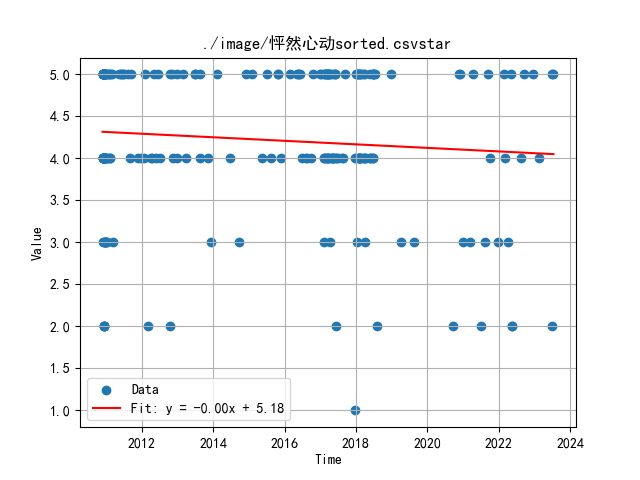 ./image/怦然心动sorted.csvstar
5.0
4.5
4.0
3.5
3.0
2.5
2.0
1.5
1.0
Value
Data
Fit: y = -0.00x + 5.18
2012 2014 2016 2018 2020 2022 2024
Time